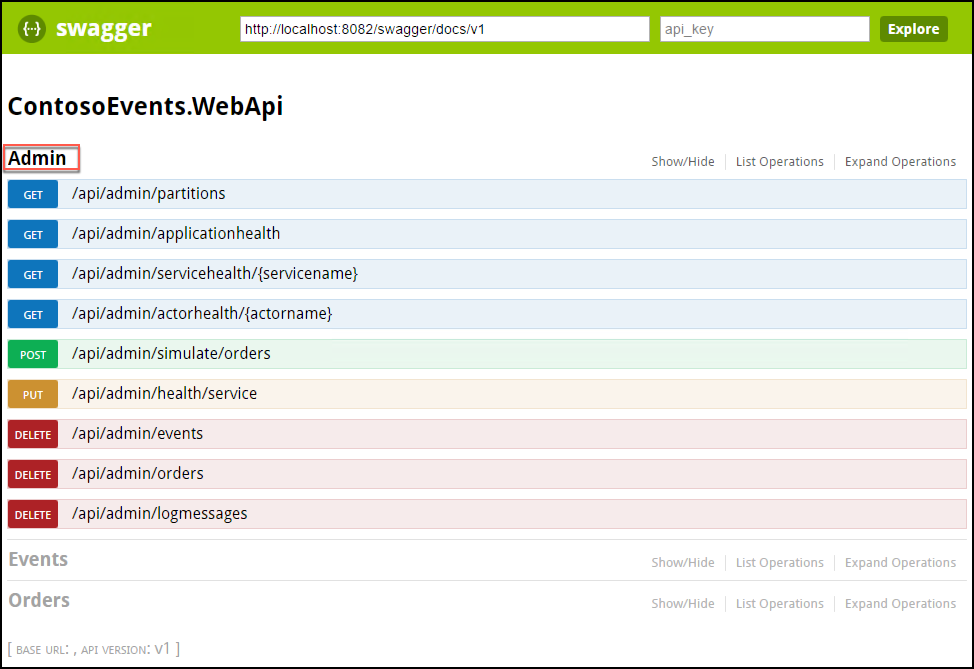 {··} swagger http://localhost:8082/swagger/docs/v1 api_key Explore
ContosoEvents.WebApi
Admin Show/Hide List Operations Expand Operations
GET /api/admin/partitions
GET /api/admin/applicationhealth
GET /api/admin/servicehealth/{servicename}
GET /api/admin/actorhealth/{actorname}
POST /api/admin/simulate/orders
PUT /api/admin/health/service
DELETE /api/admin/events
DELETE /api/admin/orders
DELETE /api/admin/logmessages
Events Show/Hide List Operations Expand Operations
Orders Show/Hide List Operations Expand Operations
[ BASE URL: , API VERSION: V1 ]